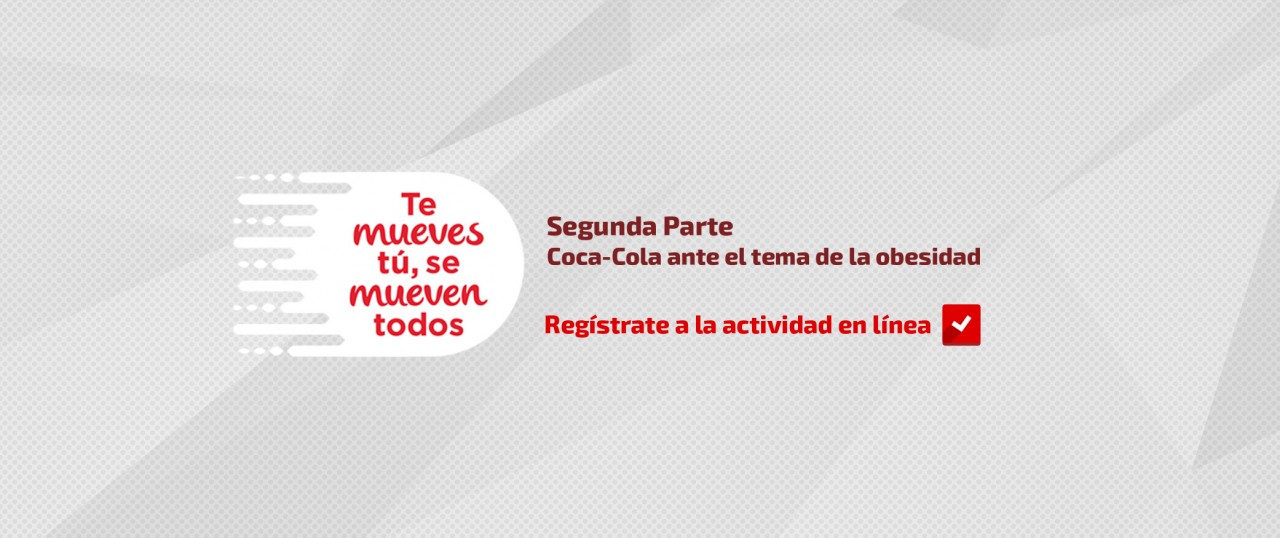 Te
mueves
tú, se
mueven
todos
Segunda Parte
Coca-Cola ante el tema de la obesidad
Regístrate a la actividad en línea